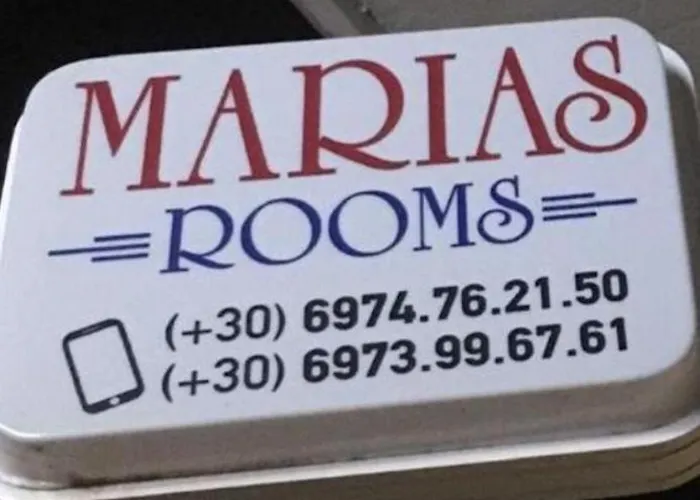 MARIAS
ROOMS
(+30) 6974.76.21.50
(+30) 6973.99.67.61